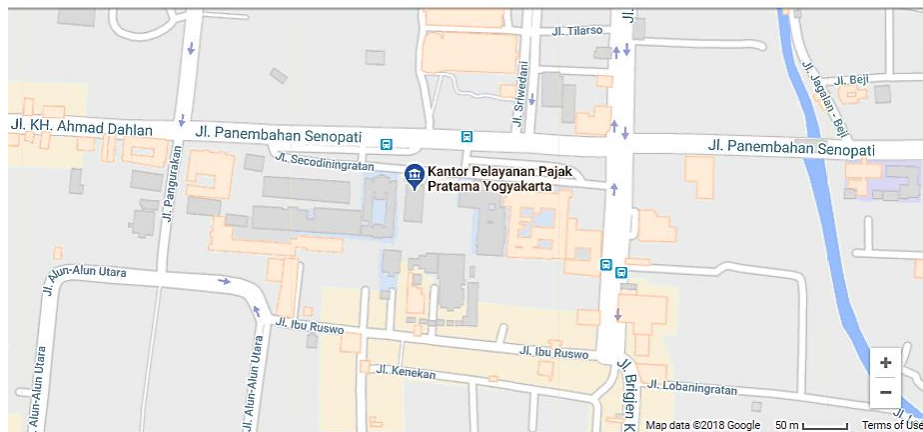 Jl. Tilarso
Jl. Sriwedani
Jl. Beji
Jl. Jagalan - Beji
Jl. KH. Ahmad Dahlan
Jl. Panembahan Senopati
Jl. Panembahan Senopati
Jl. Secodiningratan
Kantor Pelayanan Pajak
Pratama Yogyakarta
Jl. Pangurakan
Jl. Alun-Alun Utara
Jl. Alun-Alun Utara
Jl. Alun-Alun Utara
Jl. Ibu Ruswo
Jl. Ibu Ruswo
Jl. Kenekan
Jl. Brigjen K
Jl. Lobaningratan
+
−
Map data ©2018 Google
50 m
Terms of Use